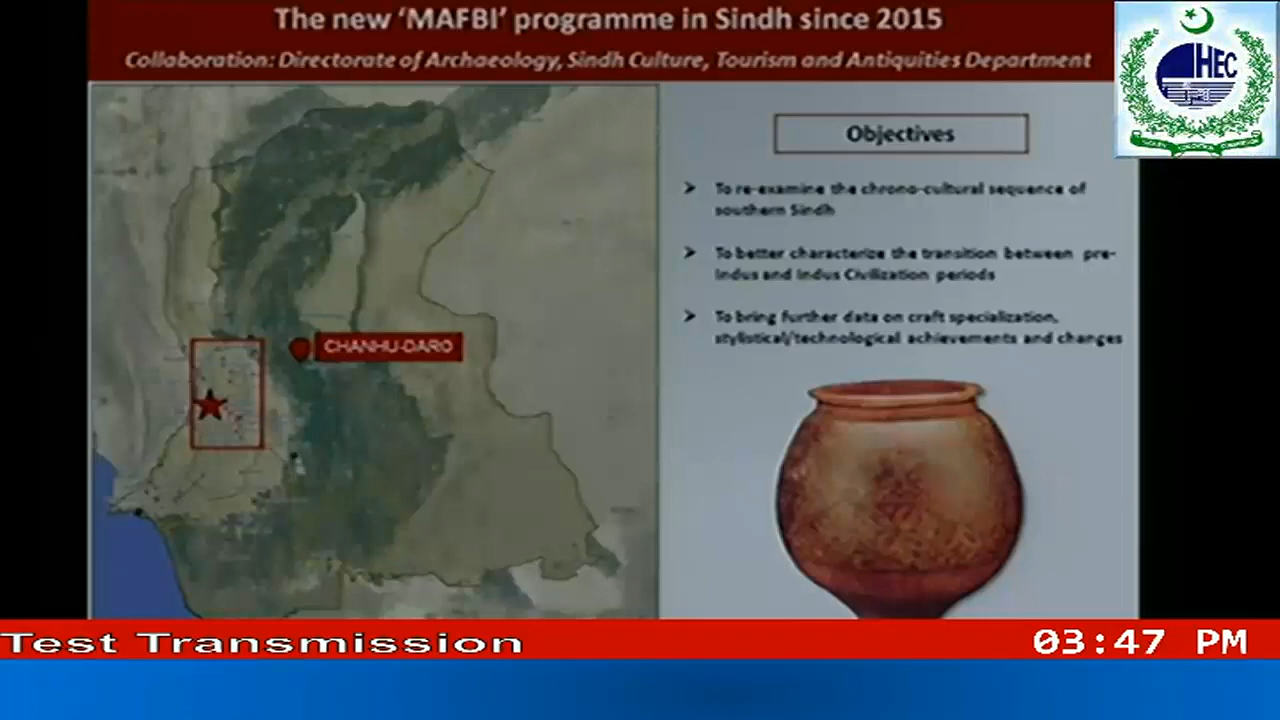 The new ‘MAFBI’ programme in Sindh since 2015
Collaboration: Directorate of Archaeology, Sindh Culture, Tourism and Antiquities Department
HEC
Objectives
➤ To re-examine the chrono-cultural sequence of
southern Sindh
➤ To better characterize the transition between pre-
Indus and Indus Civilization periods
➤ To bring further data on craft specialization,
stylistical/technological achievements and changes
CHANHU-DARO
Test Transmission
03:47 PM